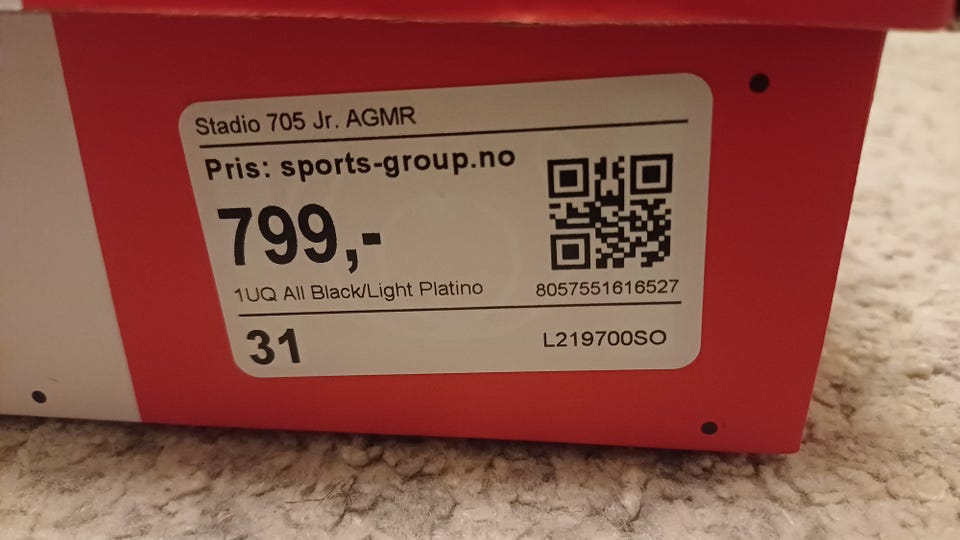 Stadio 705 Jr. AGMR
Pris: sports-group.no
799,-
1UQ All Black/Light Platino
8057551616527
31
L219700SO